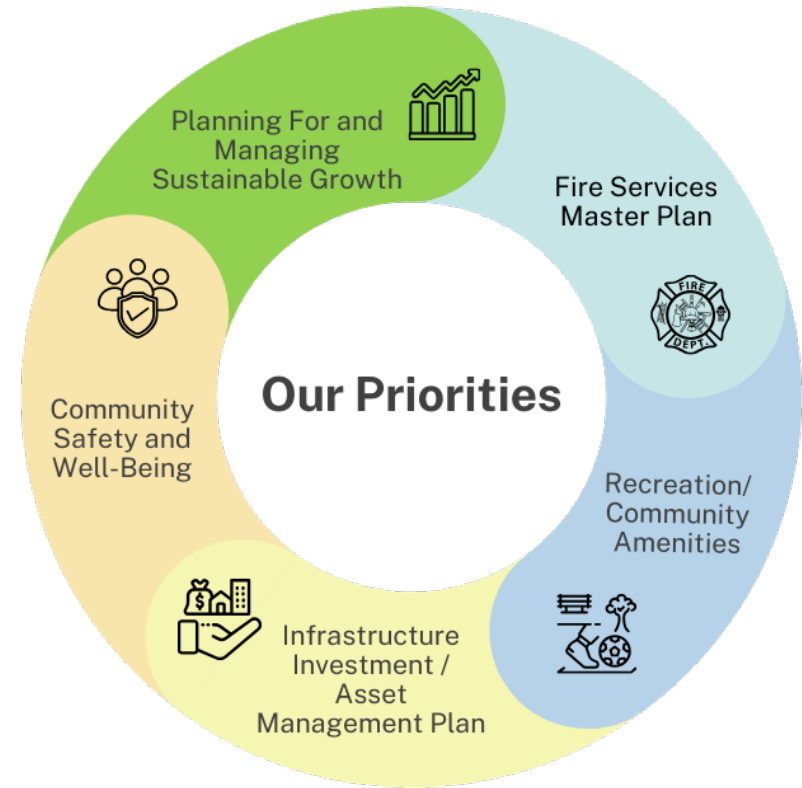 Planning For and
Managing
Sustainable Growth
Fire Services
Master Plan
FIRE
DEPT.
Our Priorities
Community
Safety and
Well-Being
Recreation/
Community
Amenities
$
Infrastructure
Investment /
Asset
Management Plan